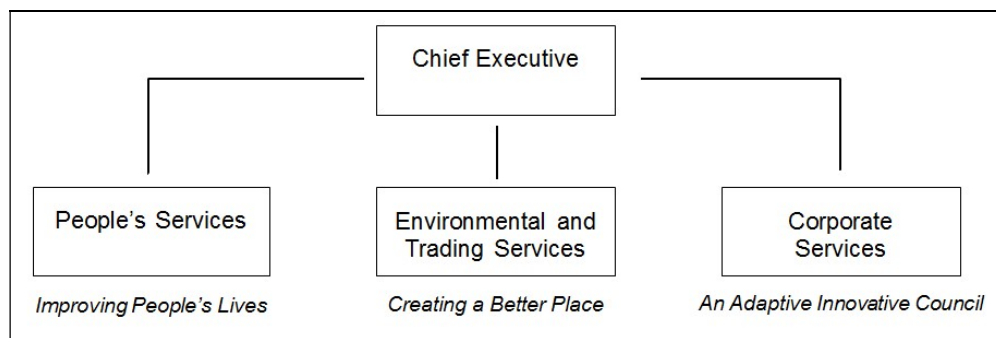 Chief Executive
People's Services
Environmental and
Trading Services
Corporate
Services
Improving People's Lives
Creating a Better Place
An Adaptive Innovative Council